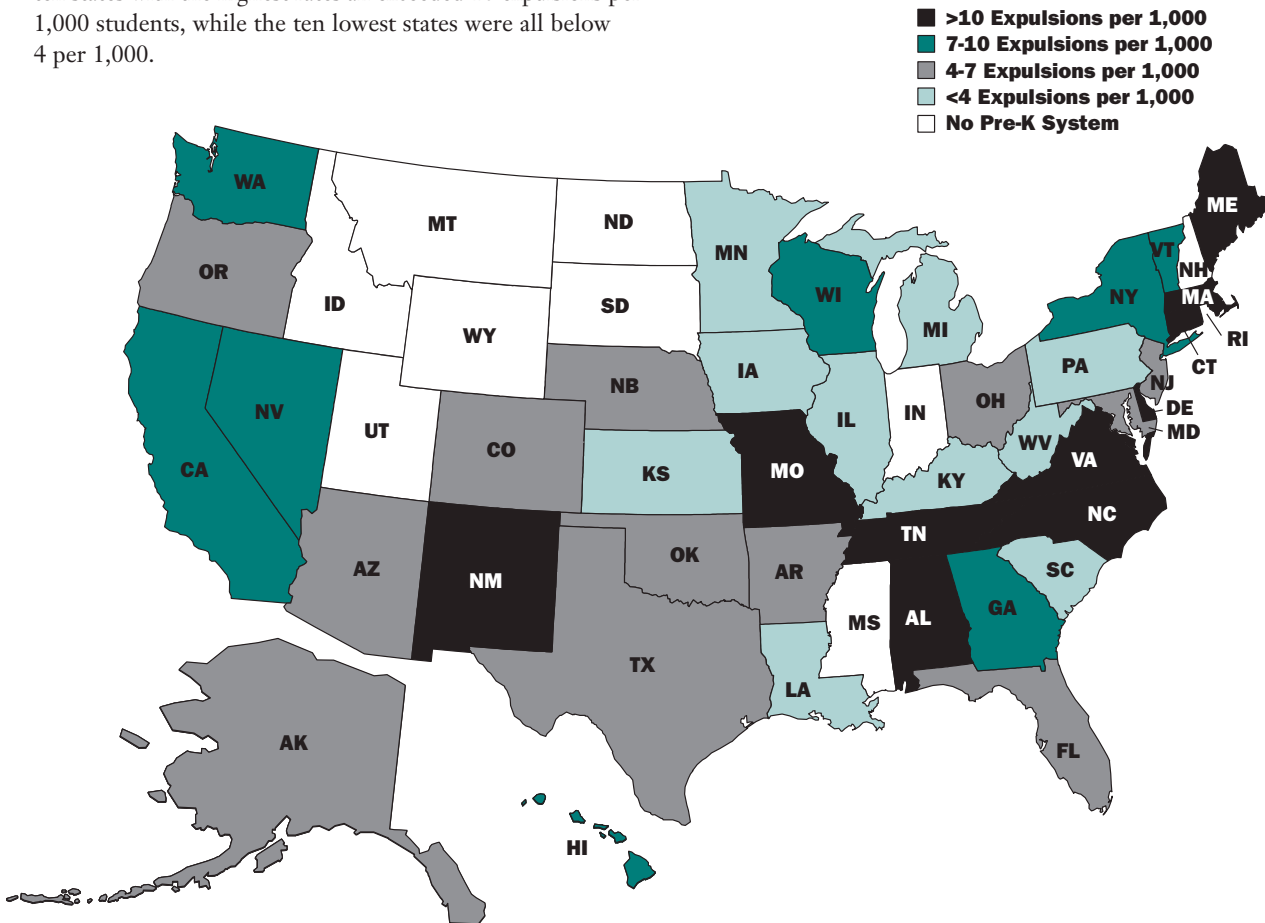 1,000 students, while the ten lowest states were all below
4 per 1,000.
>10 Expulsions per 1,000
7-10 Expulsions per 1,000
4-7 Expulsions per 1,000
<4 Expulsions per 1,000
No Pre-K System
WA
MT
ND
MN
ME
VT
NH
OR
ID
SD
WI
NY
MA
WY
MI
RI
CT
IA
PA
NB
NJ
NV
UT
IL
IN
OH
DE
MD
CO
WV
CA
KS
MO
VA
KY
NC
TN
AZ
NM
OK
AR
SC
MS
AL
GA
TX
LA
AK
FL
HI